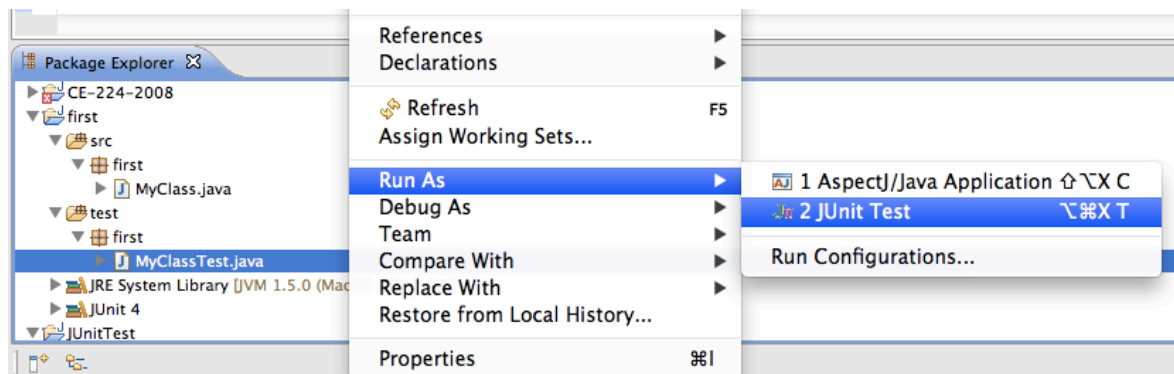 Package Explorer
CE-224-2008
first
src
first
MyClass.java
test
first
MyClassTest.java
JRE System Library [JVM 1.5.0 (Mac
JUnit 4
JUnitTest
References
Declarations
Refresh F5
Assign Working Sets...
Run As
Debug As
Team
Compare With
Replace With
Restore from Local History...
Properties ⌘I
1 AspectJ/Java Application ⇧⌥X C
2 JUnit Test ⌥⌘X T
Run Configurations...